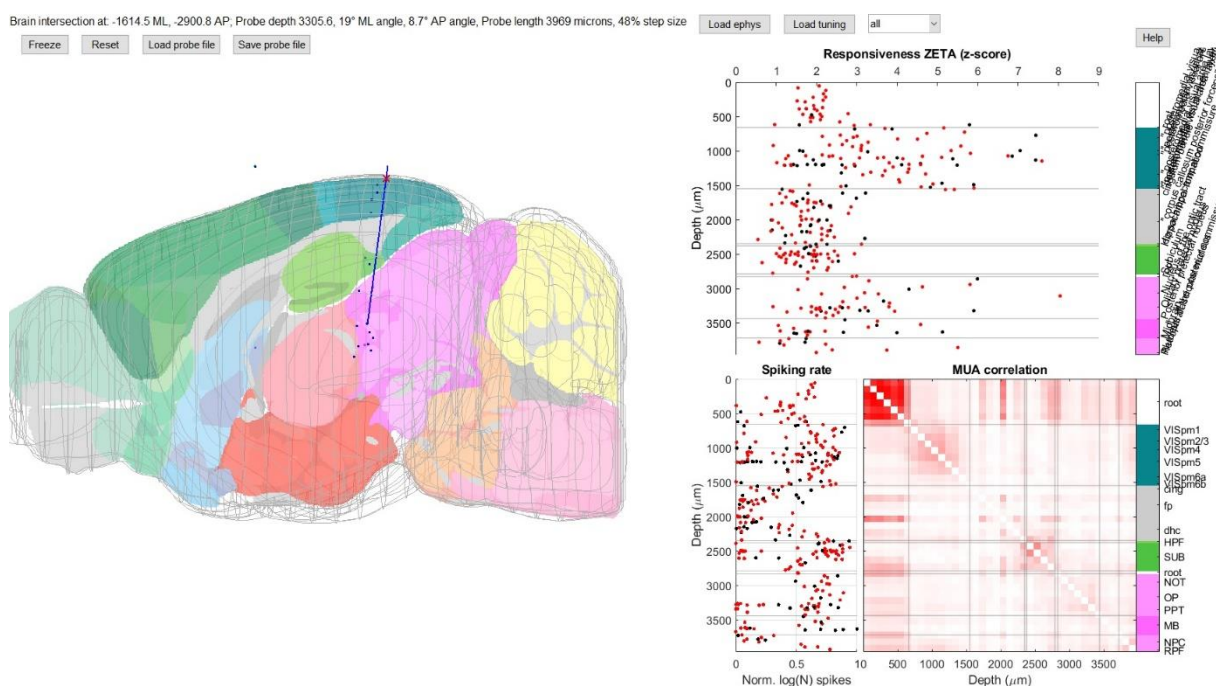 Brain intersection at: -1614.5 ML, -2900.8 AP; Probe depth 3305.6, 19° ML angle, 8.7° AP angle, Probe length 3969 microns, 48% step size
Load ephys
Load tuning
all
Freeze
Reset
Load probe file
Save probe file
Help
Responsiveness ZETA (z-score)
0 1 2 3 4 5 6 7 8 9
0
500
1000
1500
2000
2500
3000
3500
Depth (μm)
Spiking rate
MUA correlation
0
500
1000
1500
2000
2500
3000
3500
Depth (μm)
root
VISpm1
VISpm2/3
VISpm4
VISpm5
VISpm6a
VISpm6b
cing
fp
dhc
HPF
SUB
root
NOT
OP
PPT
MB
NPC
RPF
0 0.5 10 500 1000 1500 2000 2500 3000 3500
Norm. log(N) spikes
Depth (μm)